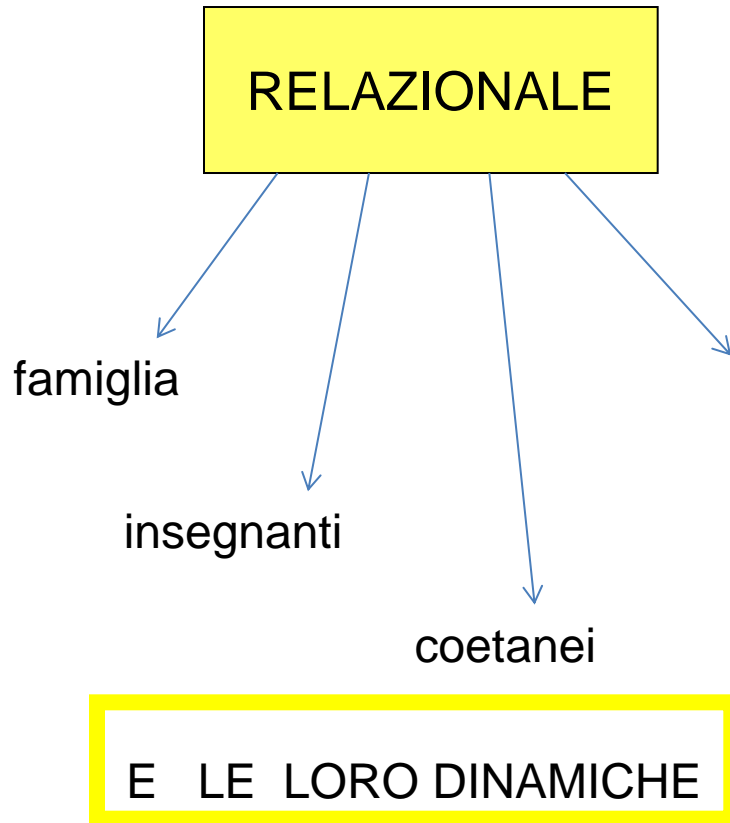 RELAZIONALE
famiglia
insegnanti
coetanei
E LE LORO DINAMICHE